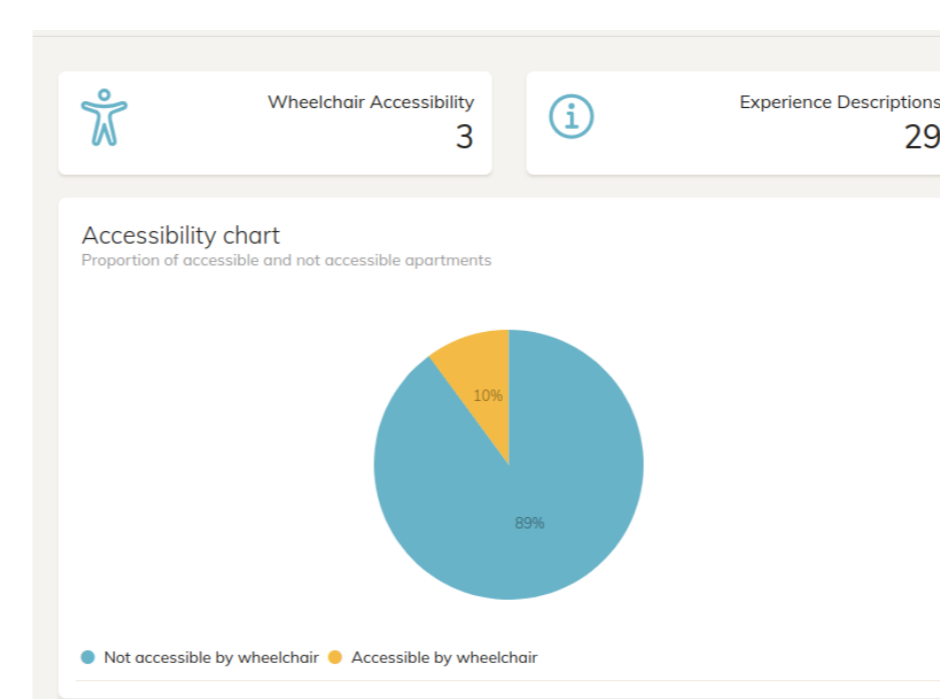 Wheelchair Accessibility
3
Experience Descriptions
29
Accessibility chart
Proportion of accessible and not accessible apartments
10%
89%
Not accessible by wheelchair Accessible by wheelchair